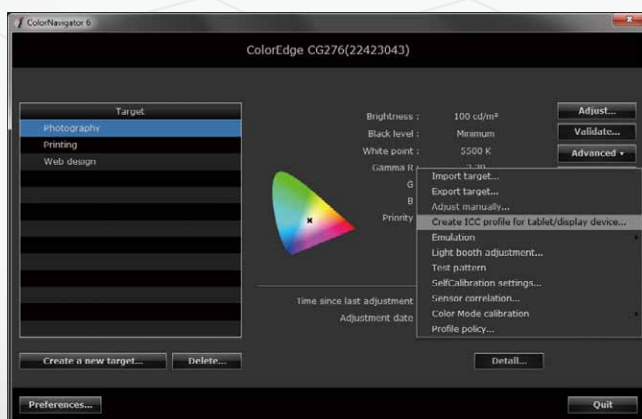 ColorNavigator 6
ColorEdge CG276(22423043)
Target
Photography
Printing
Web design
Brightness : 100 cd/m²
Black level : Minimum
White point : 5500 K
Gamma R : 2.20
G
B
Priority
Time since last adjustment
Adjustment date
Adjust...
Validate...
Advanced
Import target...
Export target...
Adjust manually...
Create ICC profile for tablet/display device...
Emulation
Light booth adjustment...
Test pattern
SelfCalibration settings...
Sensor correlation...
Color Mode calibration
Profile policy...
Create a new target...
Delete...
Detail...
Preferences...
Quit